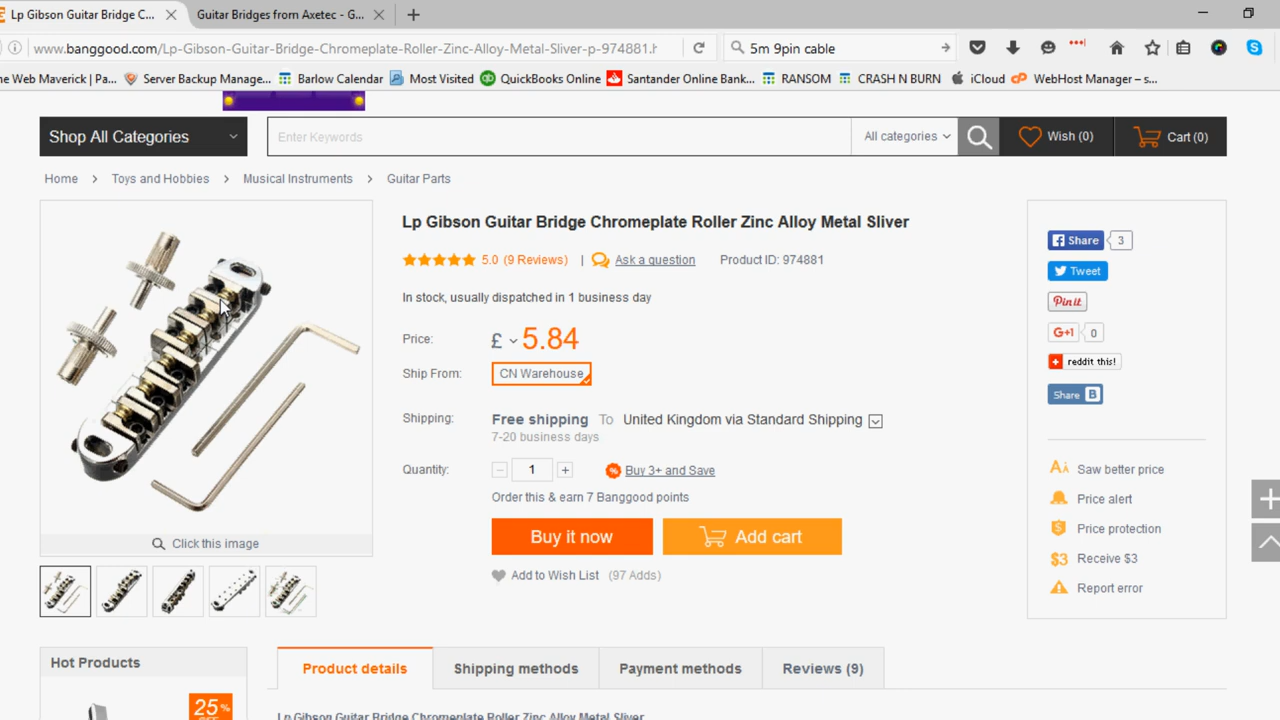 Lp Gibson Guitar Bridge C...
Guitar Bridges from Axetec - G...
www.banggood.com/Lp-Gibson-Guitar-Bridge-Chromeplate-Roller-Zinc-Alloy-Metal-Sliver-p-974881.h
5m 9pin cable
he Web Maverick | Pa...
Server Backup Manage...
Barlow Calendar
Most Visited
QuickBooks Online
Santander Online Bank...
RANSOM
CRASH N BURN
iCloud
WebHost Manager – s...
Shop All Categories
Enter Keywords
All categories
Wish (0)
Cart (0)
Home > Toys and Hobbies > Musical Instruments > Guitar Parts
Lp Gibson Guitar Bridge Chromeplate Roller Zinc Alloy Metal Sliver
5.0 (9 Reviews) | Ask a question Product ID: 974881
In stock, usually dispatched in 1 business day
Price: £ 5.84
Ship From: CN Warehouse
Shipping: Free shipping To United Kingdom via Standard Shipping
7-20 business days
Quantity: 1 Buy 3+ and Save
Order this & earn 7 Banggood points
Buy it now
Add cart
Add to Wish List (97 Adds)
Click this image
Share 3
Tweet
Pin it
G+1 0
reddit this!
Share B
Saw better price
Price alert
Price protection
$3 Receive $3
Report error
Hot Products
25%
Product details
Shipping methods
Payment methods
Reviews (9)
Lp Gibson Guitar Bridge Chromeplate Roller Zinc Alloy Metal Sliver